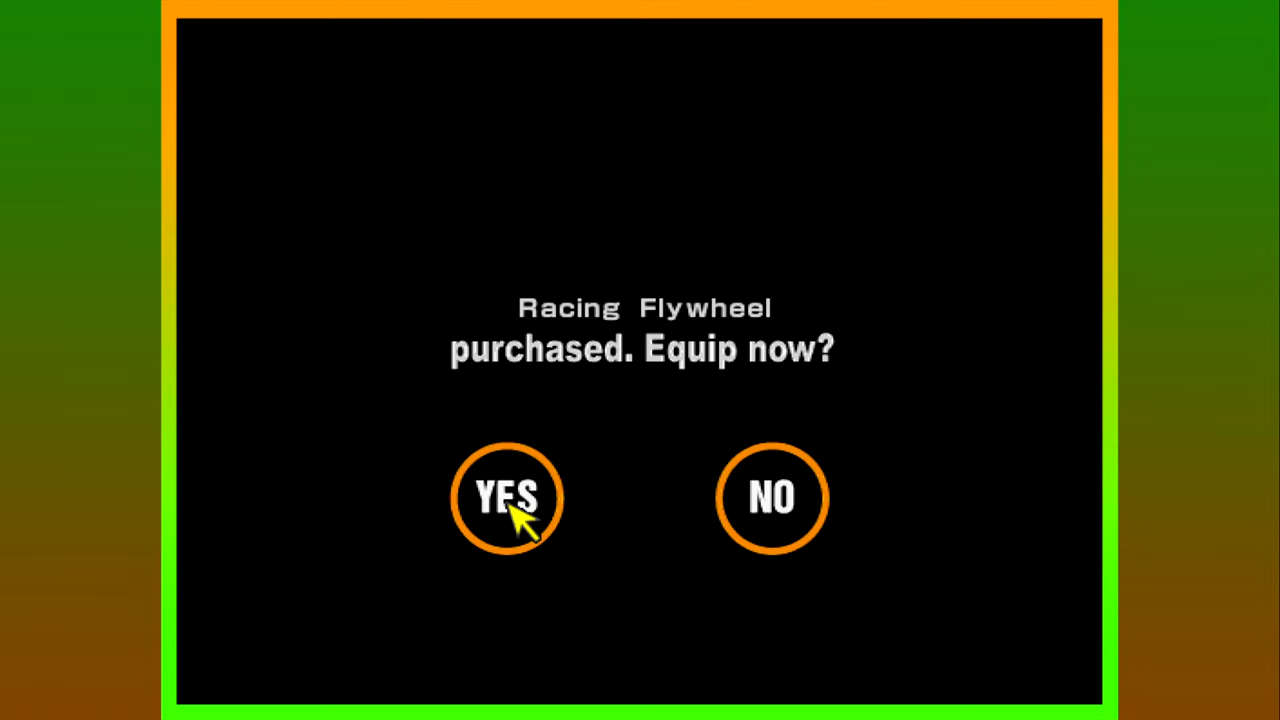 Racing Flywheel
purchased. Equip now?
YES NO